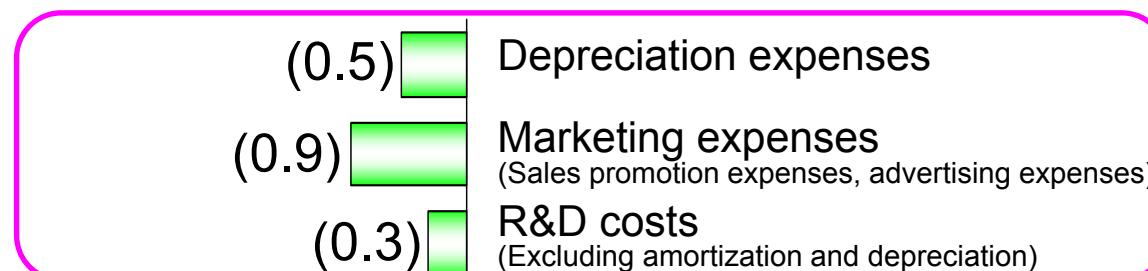 (0.5) Depreciation expenses
(0.9) Marketing expenses
(Sales promotion expenses, advertising expenses)
(0.3) R&D costs
(Excluding amortization and depreciation)